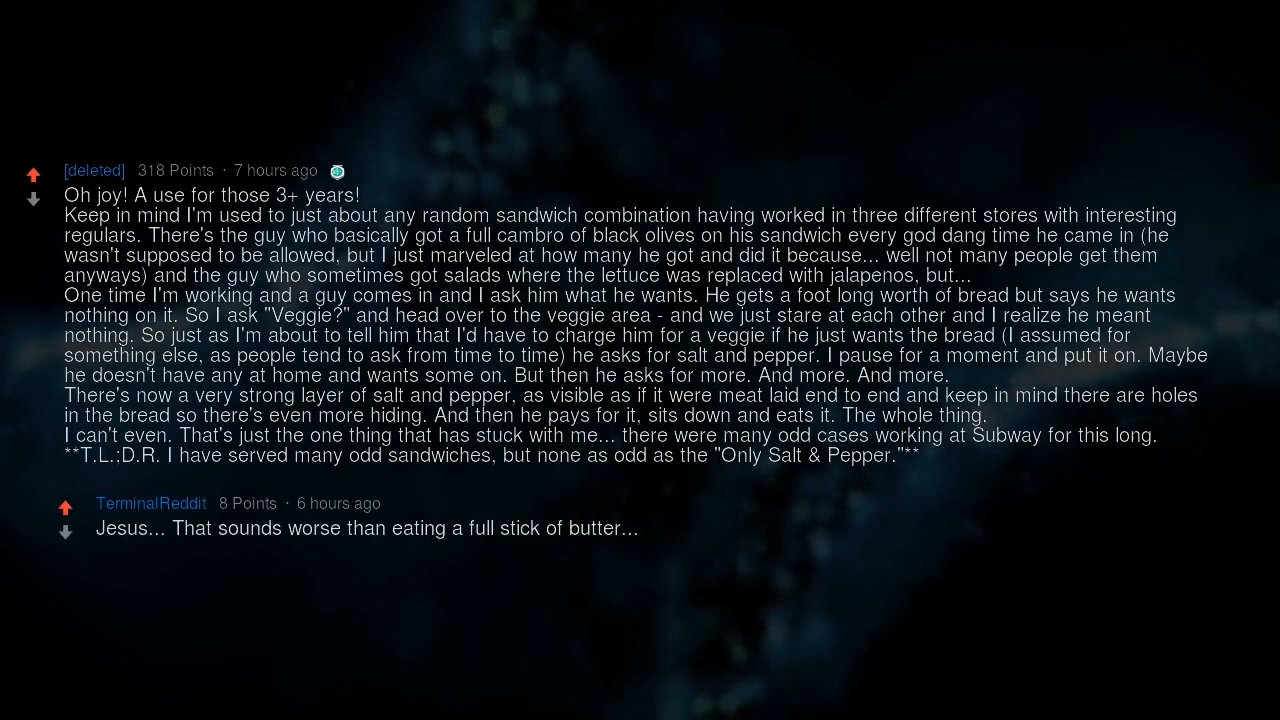 [deleted] 318 Points · 7 hours ago
Oh joy! A use for those 3+ years!
Keep in mind I'm used to just about any random sandwich combination having worked in three different stores with interesting
regulars. There's the guy who basically got a full cambro of black olives on his sandwich every god dang time he came in (he
wasn't supposed to be allowed, but I just marveled at how many he got and did it because... well not many people get them
anyways) and the guy who sometimes got salads where the lettuce was replaced with jalapenos, but...
One time I'm working and a guy comes in and I ask him what he wants. He gets a foot long worth of bread but says he wants
nothing on it. So I ask "Veggie?" and head over to the veggie area - and we just stare at each other and I realize he meant
nothing. So just as I'm about to tell him that I'd have to charge him for a veggie if he just wants the bread (I assumed for
something else, as people tend to ask from time to time) he asks for salt and pepper. I pause for a moment and put it on. Maybe
he doesn't have any at home and wants some on. But then he asks for more. And more. And more.
There's now a very strong layer of salt and pepper, as visible as if it were meat laid end to end and keep in mind there are holes
in the bread so there's even more hiding. And then he pays for it, sits down and eats it. The whole thing.
I can't even. That's just the one thing that has stuck with me... there were many odd cases working at Subway for this long.
**T.L.;D.R. I have served many odd sandwiches, but none as odd as the "Only Salt & Pepper."**
TerminalReddit 8 Points · 6 hours ago
Jesus... That sounds worse than eating a full stick of butter...